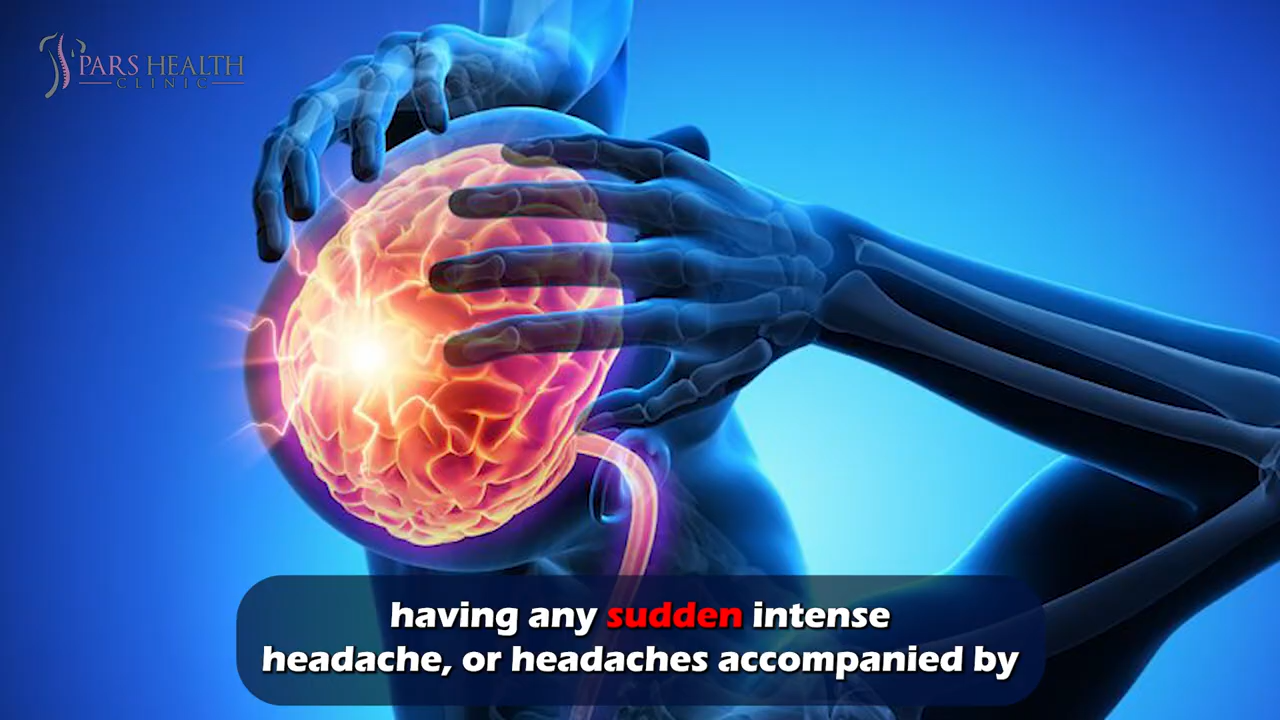 PARS HEALTH
CLINIC
having any sudden intense
headache, or headaches accompanied by